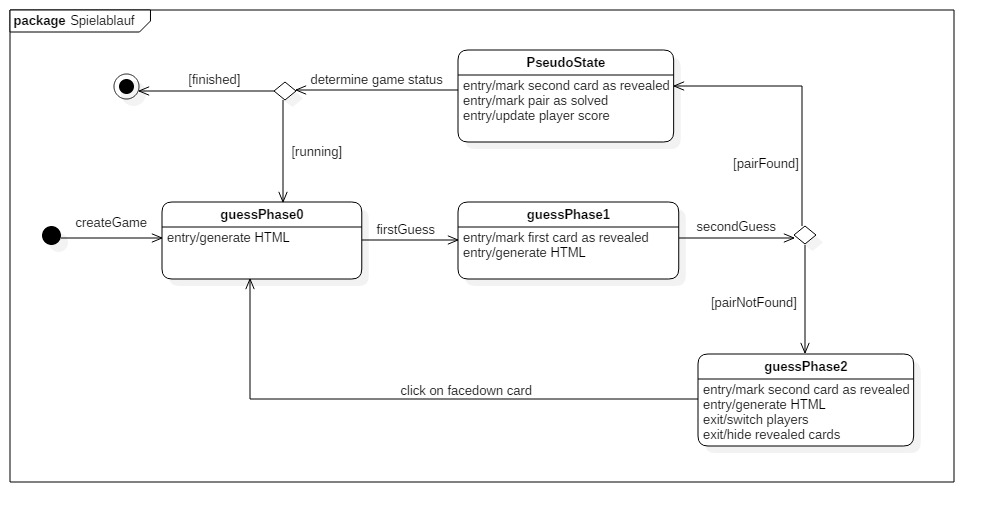 package Spielablauf
PseudoState
entry/mark second card as revealed
entry/mark pair as solved
entry/update player score
determine game status
[finished]
[running]
[pairFound]
createGame
guessPhase0
entry/generate HTML
firstGuess
guessPhase1
entry/mark first card as revealed
entry/generate HTML
secondGuess
[pairNotFound]
guessPhase2
entry/mark second card as revealed
entry/generate HTML
exit/switch players
exit/hide revealed cards
click on facedown card